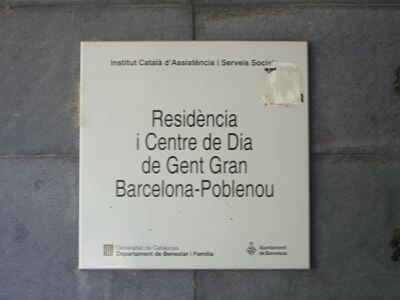 Institut Català d'Assistència i Serveis Socials
Residència
i Centre de Dia
de Gent Gran
Barcelona-Poblenou
Generalitat de Catalunya
Departament de Benestar i Família
Ajuntament
de Barcelona